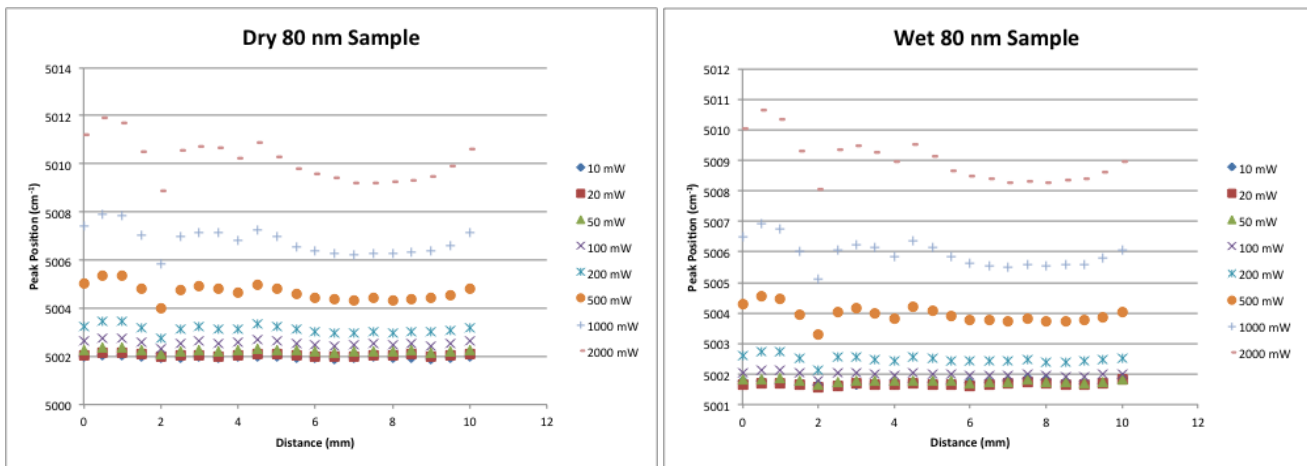 Dry 80 nm Sample
5014
5012
5010
5008
5006
5004
5002
5000
Peak Position (cm⁻¹)
0 2 4 6 8 10 12
Distance (mm)
10 mW
20 mW
50 mW
100 mW
200 mW
500 mW
1000 mW
2000 mW
Wet 80 nm Sample
5012
5011
5010
5009
5008
5007
5006
5005
5004
5003
5002
5001
Peak Position (cm⁻¹)
0 2 4 6 8 10 12
Distance (mm)
10 mW
20 mW
50 mW
100 mW
200 mW
500 mW
1000 mW
2000 mW